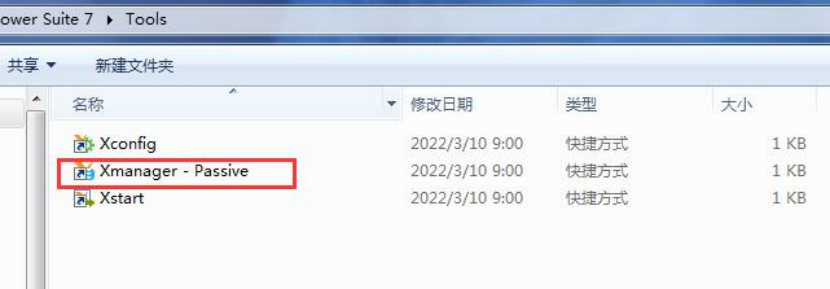 ower Suite 7 ▸ Tools
共享 新建文件夹
名称 修改日期 类型 大小
Xconfig 2022/3/10 9:00 快捷方式 1 KB
Xmanager - Passive 2022/3/10 9:00 快捷方式 1 KB
Xstart 2022/3/10 9:00 快捷方式 1 KB